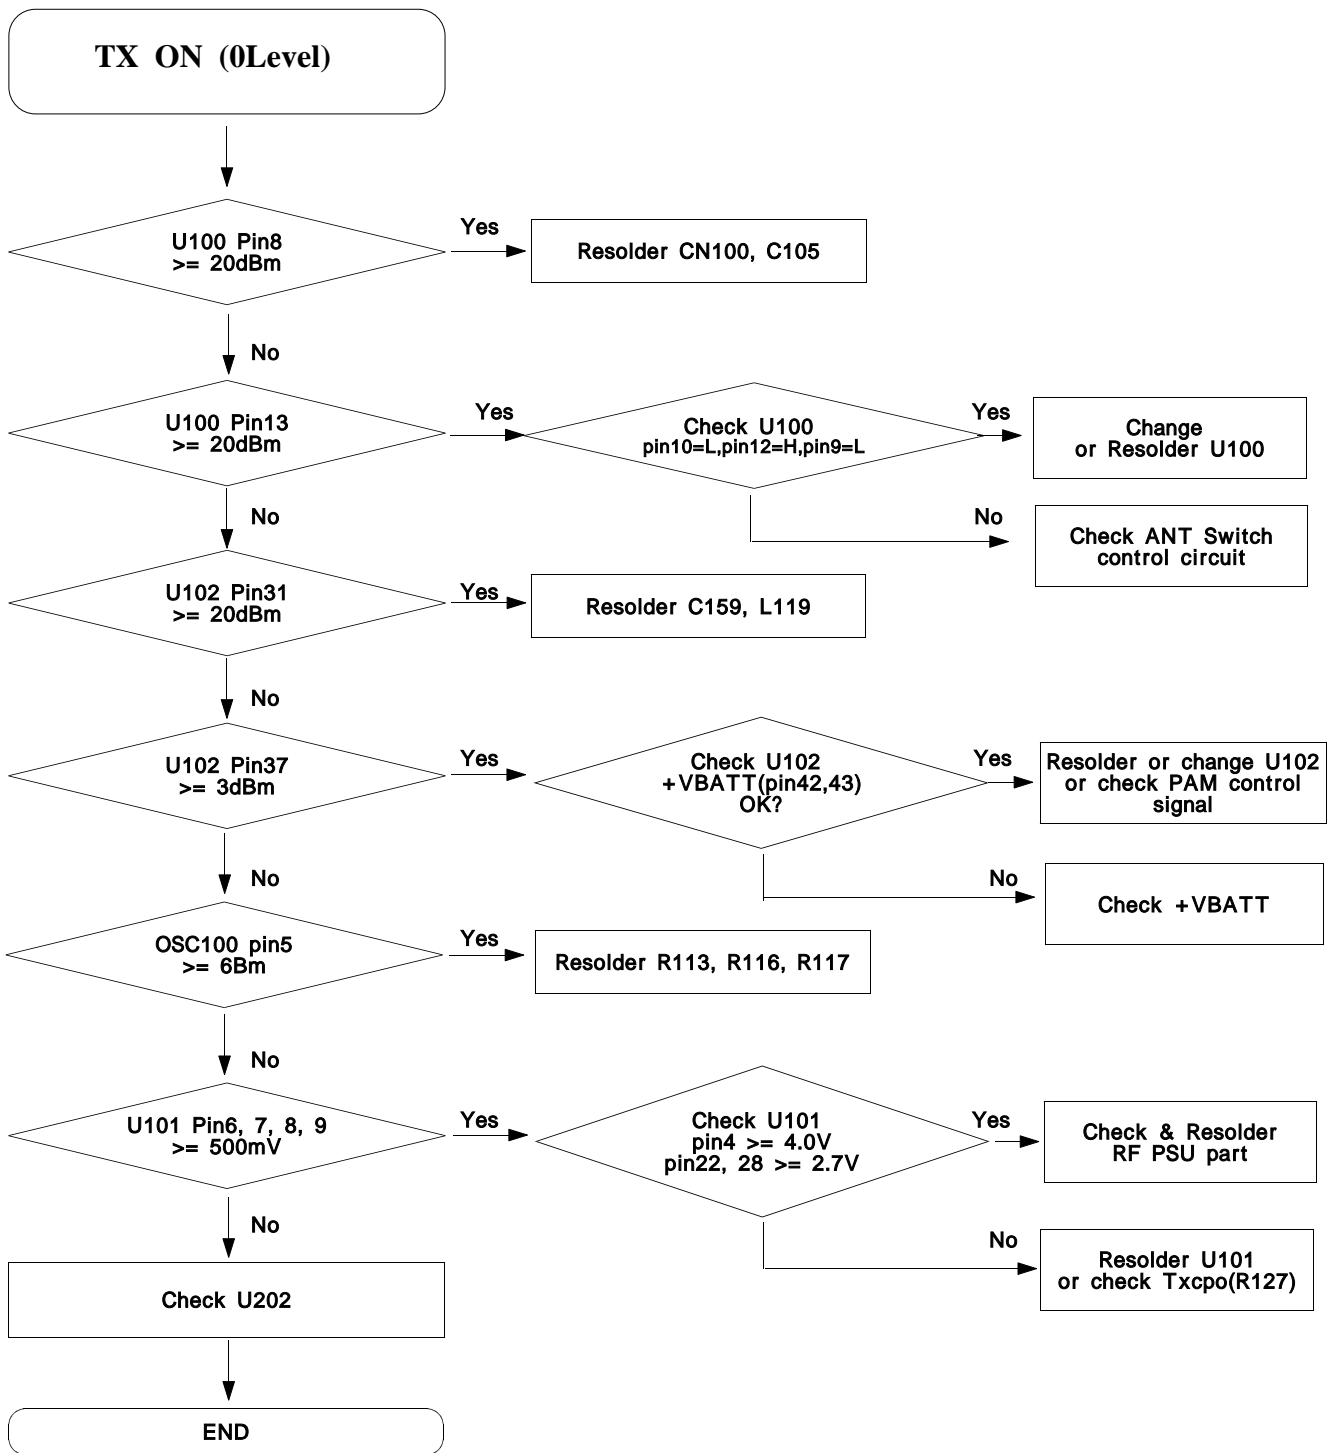 TX ON (0Level)
U100 Pin8
>= 20dBm
Yes
Resolder CN100, C105
No
U100 Pin13
>= 20dBm
Yes
Check U100
pin10=L,pin12=H,pin9=L
Yes
Change
or Resolder U100
No
Check ANT Switch
control circuit
No
U102 Pin31
>= 20dBm
Yes
Resolder C159, L119
No
U102 Pin37
>= 3dBm
Yes
Check U102
+VBATT(pin42,43)
OK?
Yes
Resolder or change U102
or check PAM control
signal
No
Check +VBATT
No
OSC100 pin5
>= 6Bm
Yes
Resolder R113, R116, R117
No
U101 Pin6, 7, 8, 9
>= 500mV
Yes
Check U101
pin4 >= 4.0V
pin22, 28 >= 2.7V
Yes
Check & Resolder
RF PSU part
No
Resolder U101
or check Txcpo(R127)
No
Check U202
END